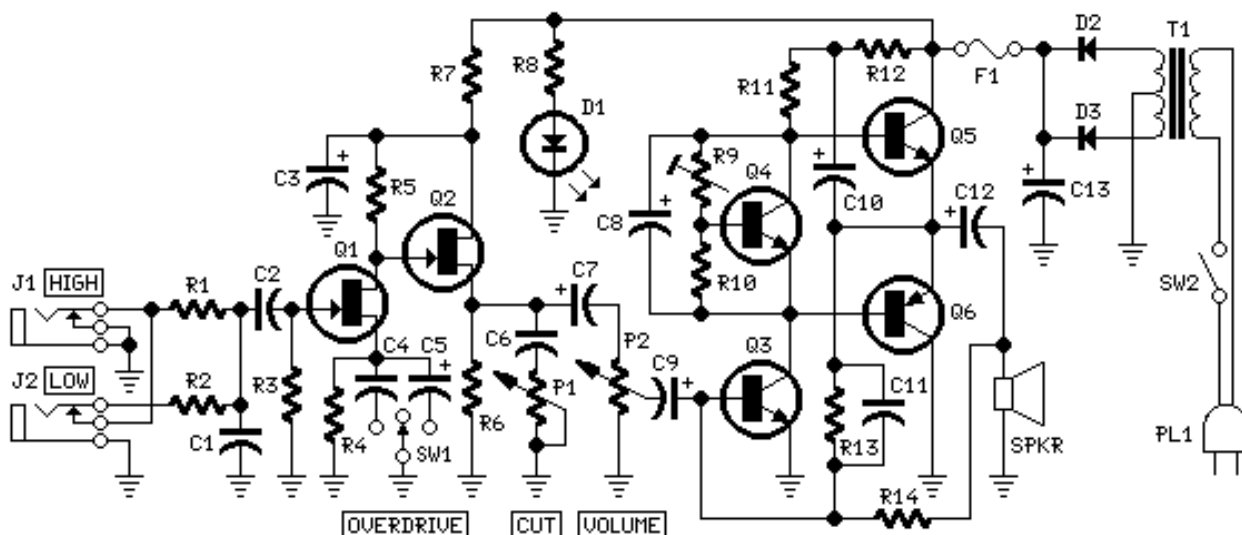 D2
T1
R7
R8
R12
F1
R11
D1
D3
Q5
C3
R5
Q2
R9
Q4
C10
C12
C13
C8
Q1
R10
J1 HIGH
R1
C2
C7
SW2
Q6
C4
C5
C6
P2
Q3
C9
C11
J2 LOW
R2
R3
P1
C1
R4
SW1
R6
R13
SPKR
PL1
R14
OVERDRIVE
CUT
VOLUME